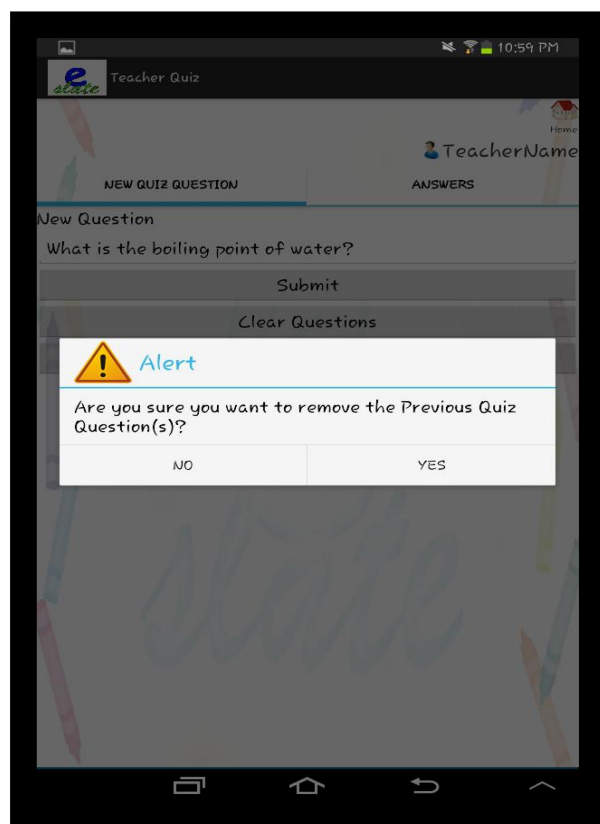 10:59 PM
e
slate
Teacher Quiz
Home
TeacherName
NEW QUIZ QUESTION
ANSWERS
New Question
What is the boiling point of water?
Submit
Clear Questions
Alert
Are you sure you want to remove the Previous Quiz
Question(s)?
NO
YES
slate